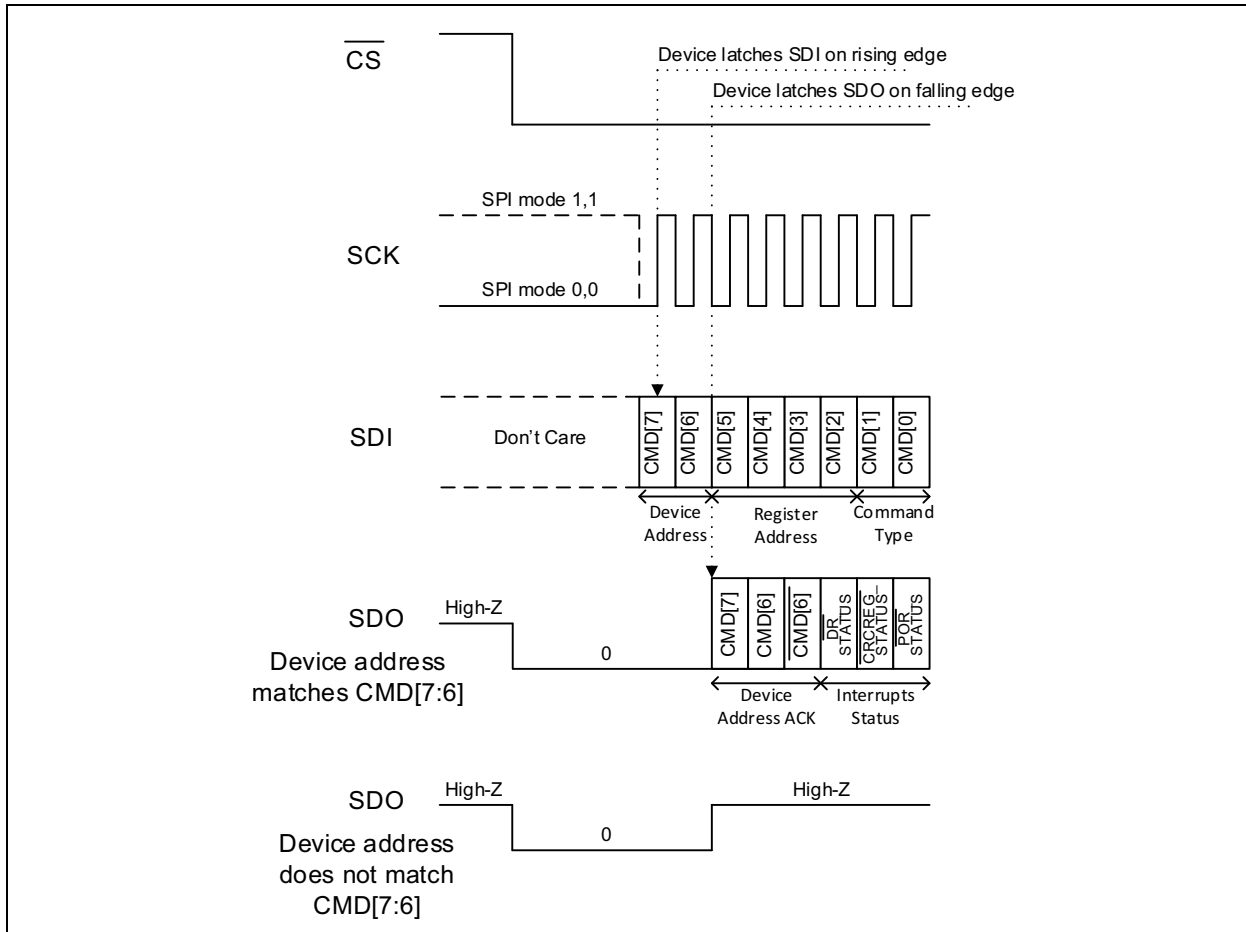 CS
Device latches SDI on rising edge
Device latches SDO on falling edge
SPI mode 1,1
SCK
SPI mode 0,0
SDI
Don't Care
CMD[7]
CMD[6]
CMD[5]
CMD[4]
CMD[3]
CMD[2]
CMD[1]
CMD[0]
Device
Address
Register
Address
Command
Type
SDO
Device address
matches CMD[7:6]
High-Z
0
CMD[7]
CMD[6]
CMD[6]
DR
STATUS
CRCREG
STATUS
POR
STATUS
Device
Address ACK
Interrupts
Status
SDO
Device address
does not match
CMD[7:6]
High-Z
0
High-Z